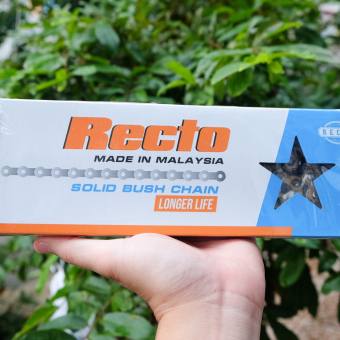 Recto
MADE IN MALAYSIA
SOLID BUSH CHAIN
LONGER LIFE